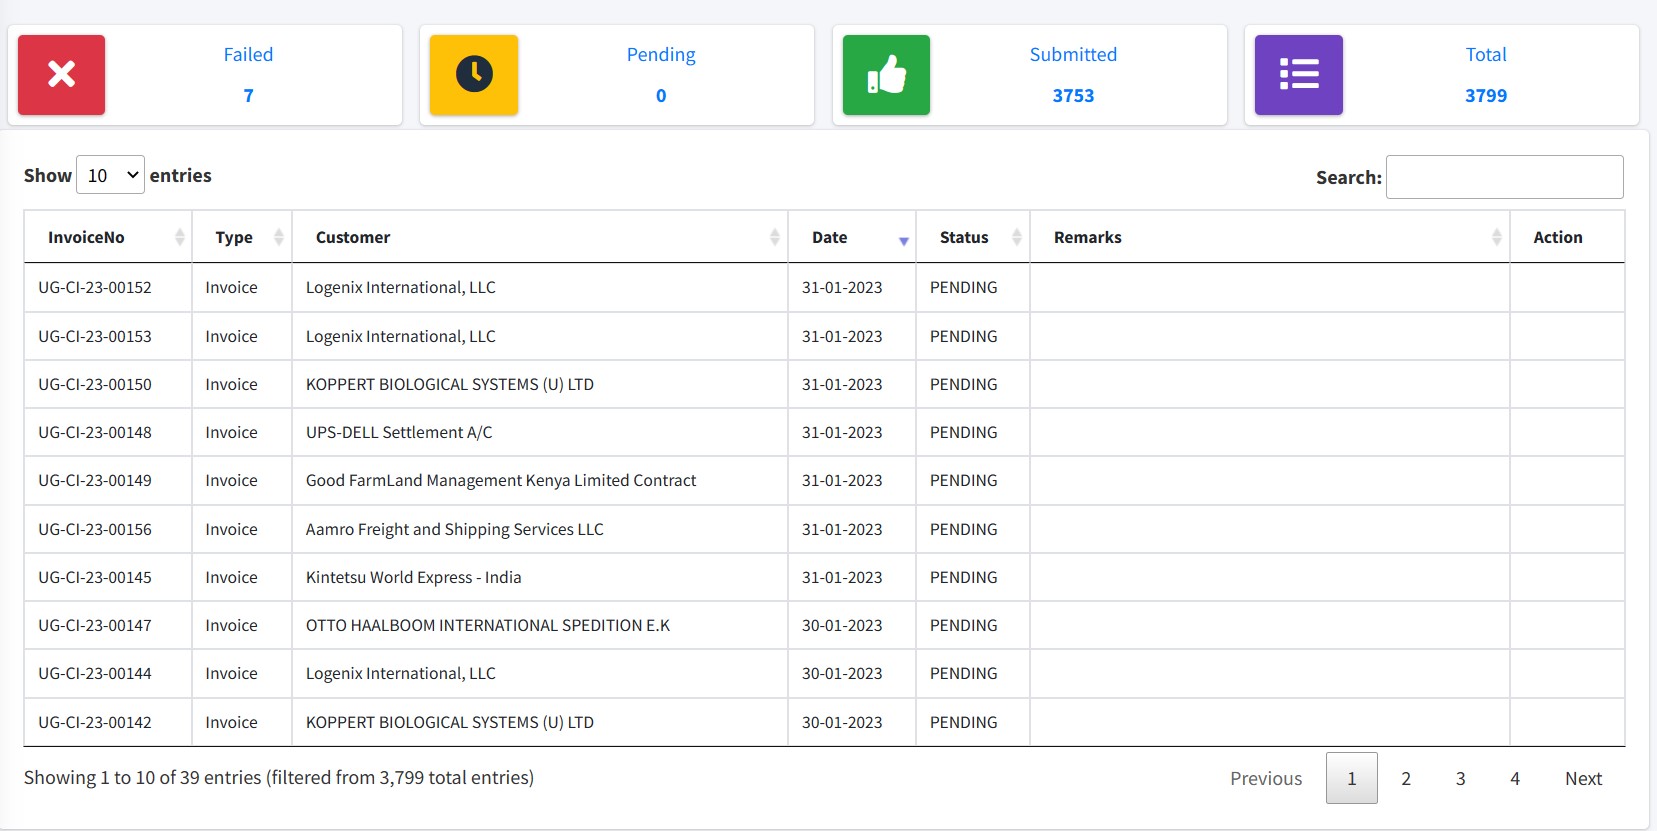 Failed
7
Pending
0
Submitted
3753
Total
3799
Show 10 entries
Search:
InvoiceNo Type Customer Date Status Remarks Action
UG-CI-23-00152 Invoice Logenix International, LLC 31-01-2023 PENDING
UG-CI-23-00153 Invoice Logenix International, LLC 31-01-2023 PENDING
UG-CI-23-00150 Invoice KOPPERT BIOLOGICAL SYSTEMS (U) LTD 31-01-2023 PENDING
UG-CI-23-00148 Invoice UPS-DELL Settlement A/C 31-01-2023 PENDING
UG-CI-23-00149 Invoice Good FarmLand Management Kenya Limited Contract 31-01-2023 PENDING
UG-CI-23-00156 Invoice Aamro Freight and Shipping Services LLC 31-01-2023 PENDING
UG-CI-23-00145 Invoice Kintetsu World Express - India 31-01-2023 PENDING
UG-CI-23-00147 Invoice OTTO HAALBOOM INTERNATIONAL SPEDITION E.K 30-01-2023 PENDING
UG-CI-23-00144 Invoice Logenix International, LLC 30-01-2023 PENDING
UG-CI-23-00142 Invoice KOPPERT BIOLOGICAL SYSTEMS (U) LTD 30-01-2023 PENDING
Showing 1 to 10 of 39 entries (filtered from 3,799 total entries)
Previous 1 2 3 4 Next